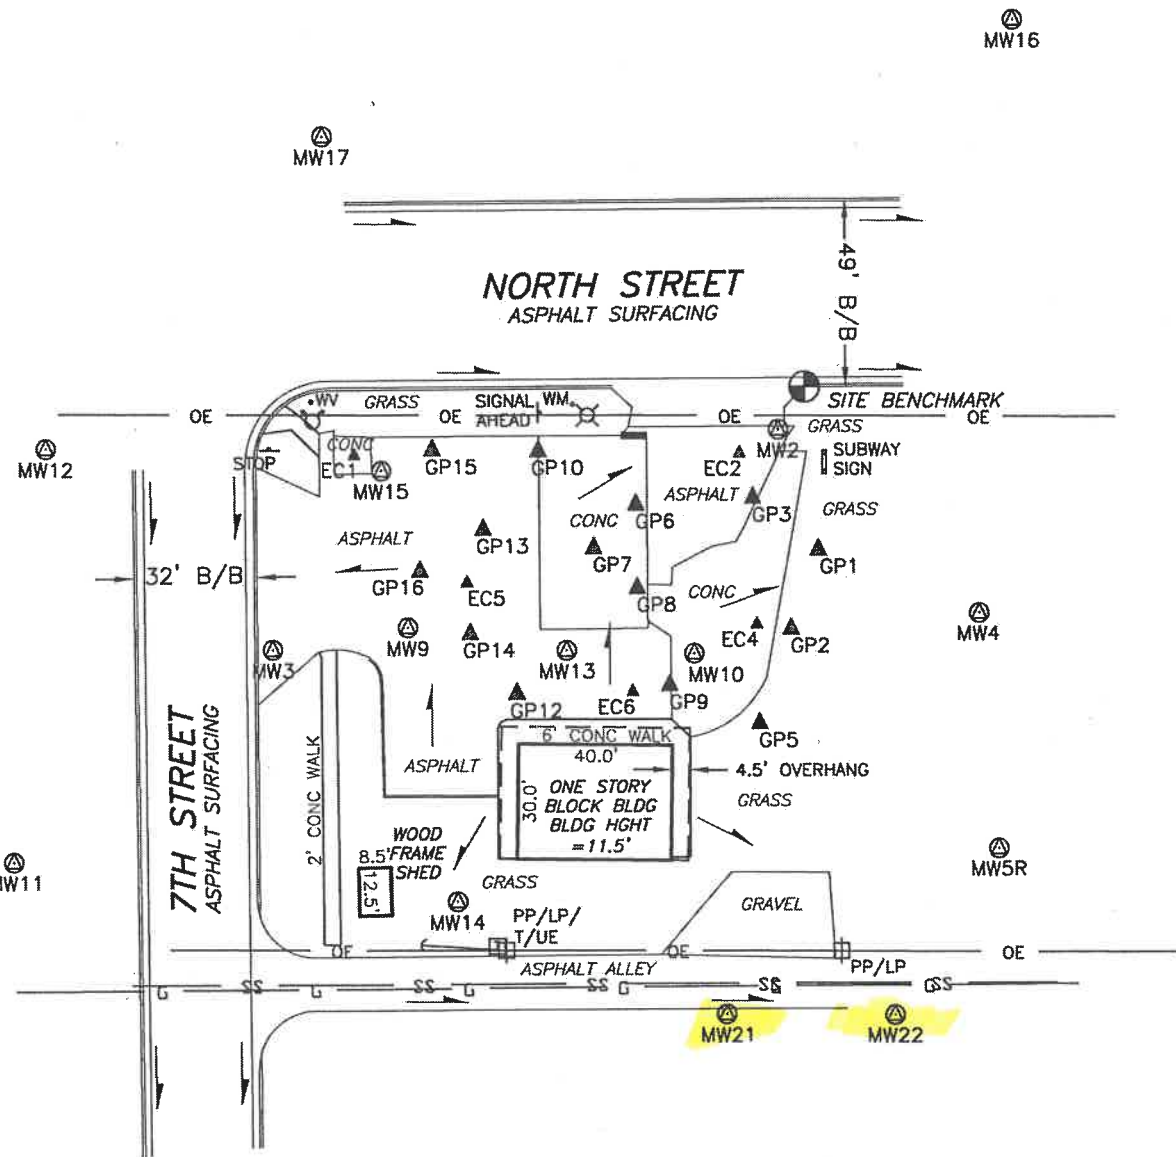 MW16
MW17
NORTH STREET
ASPHALT SURFACING
49' B/B
WV
GRASS
OE
SIGNAL
AHEAD
WM
OE
OE
SITE BENCHMARK
OE
GRASS
MW2
SUBWAY
SIGN
STOP
CONC
EC1
MW15
MW12
GP15
GP10
EC2
ASPHALT
GP3
GRASS
GP6
CONC
GP13
ASPHALT
GP7
GP1
32' B/B
GP16
EC5
GP8
CONC
MW9
GP14
EC4
GP2
MW4
MW3
MW13
MW10
GP12
EC6
GP9
GP5
7TH STREET
ASPHALT SURFACING
2' CONC WALK
ASPHALT
6' CONC WALK
40.0'
30.0'
ONE STORY
BLOCK BLDG
BLDG HGHT
=11.5'
4.5' OVERHANG
GRASS
WOOD
FRAME
SHED
8.5'
12.5'
GRASS
MW14
PP/LP/
T/UE
GRAVEL
MW5R
W11
OE
ASPHALT ALLEY
OE
PP/LP
OE
G
SS
G
SS
G
SS
G
SS
G
SS
MW21
MW22